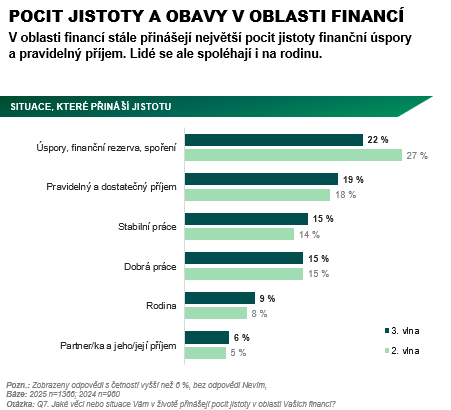 POCIT JISTOTY A OBAVY V OBLASTI FINANCÍ
V oblasti financí stále přinášejí největší pocit jistoty finanční úspory
a pravidelný příjem. Lidé se ale spoléhají i na rodinu.
SITUACE, KTERÉ PŘINÁŠÍ JISTOTU
Úspory, finanční rezerva, spoření
22 %
27 %
Pravidelný a dostatečný příjem
19 %
18 %
Stabilní práce
15 %
14 %
Dobrá práce
15 %
15 %
Rodina
9 %
8 %
Partner/ka a jeho/její příjem
6 %
5 %
3. vlna
2. vlna
Pozn.: Zobrazeny odpovědi s četností vyšší než 6 %, bez odpovědi Nevím,
Báze: 2025 n=1366; 2024 n=960
Otázka: Q7. Jaké věci nebo situace Vám v životě přinášejí pocit jistoty v oblasti Vašich financí?